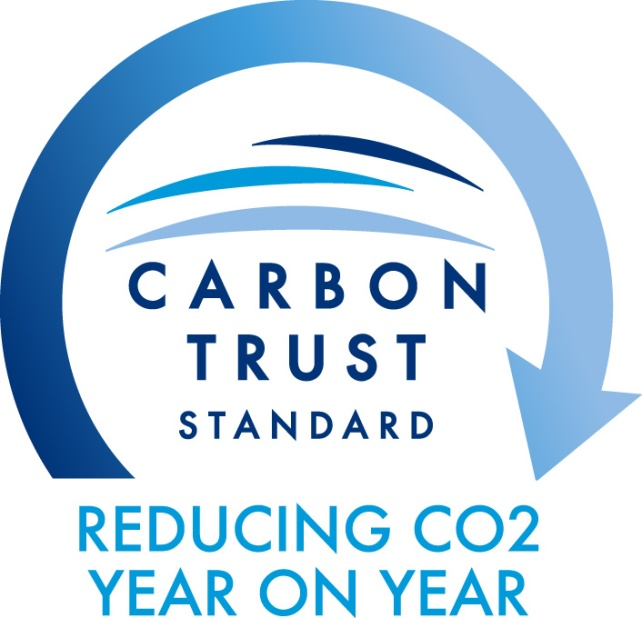 CARBON
TRUST
STANDARD
REDUCING CO2
YEAR ON YEAR